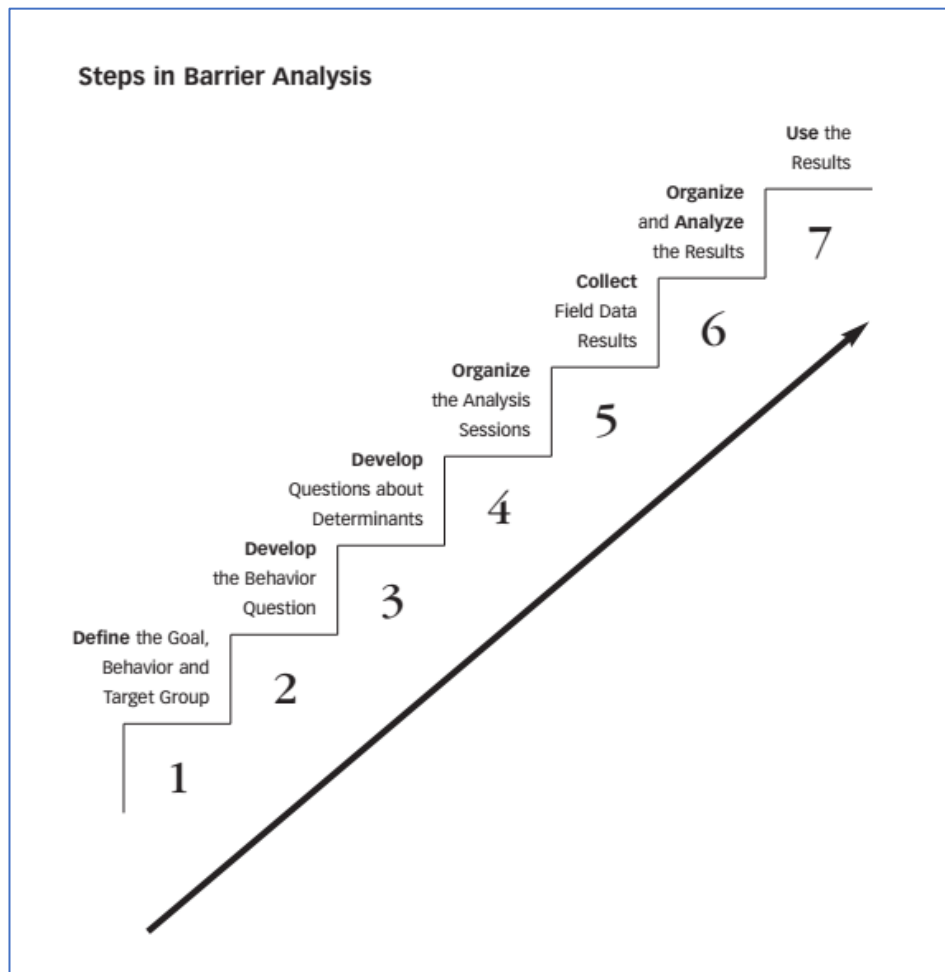 Steps in Barrier Analysis
Use the
Results
7
Organize
and Analyze
the Results
6
Collect
Field Data
Results
5
Organize
the Analysis
Sessions
4
Develop
Questions about
Determinants
3
Develop
the Behavior
Question
2
Define the Goal,
Behavior and
Target Group
1